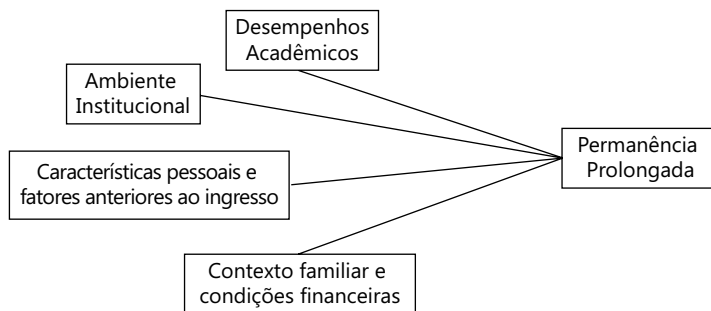 Desempenhos
Acadêmicos
Ambiente
Institucional
Permanência
Prolongada
Características pessoais e
fatores anteriores ao ingresso
Contexto familiar e
condições financeiras